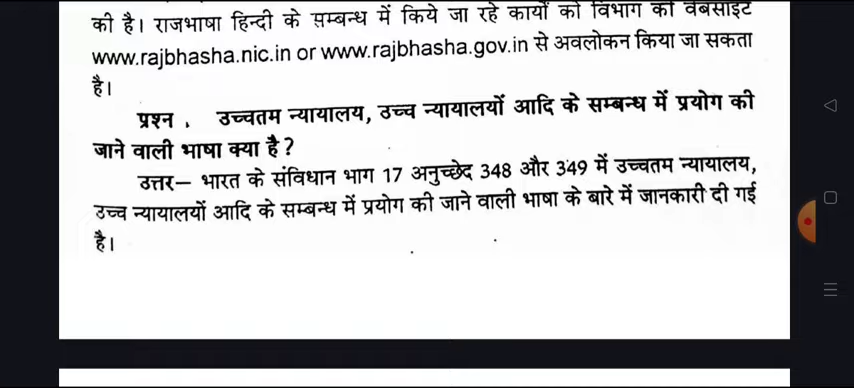 की है। राजभाषा हिन्दी के सम्बन्ध में किये जा रहे कार्यो को विभाग की वेबसाइट
www.rajbhasha.nic.in or www.rajbhasha.gov.in से अवलोकन किया जा सकता
है।
प्रश्न . उच्चतम न्यायालय, उच्च न्यायालयों आदि के सम्बन्ध में प्रयोग की
जाने वाली भाषा क्या है?
उत्तर– भारत के संविधान भाग 17 अनुच्छेद 348 और 349 में उच्चतम न्यायालय,
उच्च न्यायालयों आदि के सम्बन्ध में प्रयोग की जाने वाली भाषा के बारे में जानकारी दी गई
है।